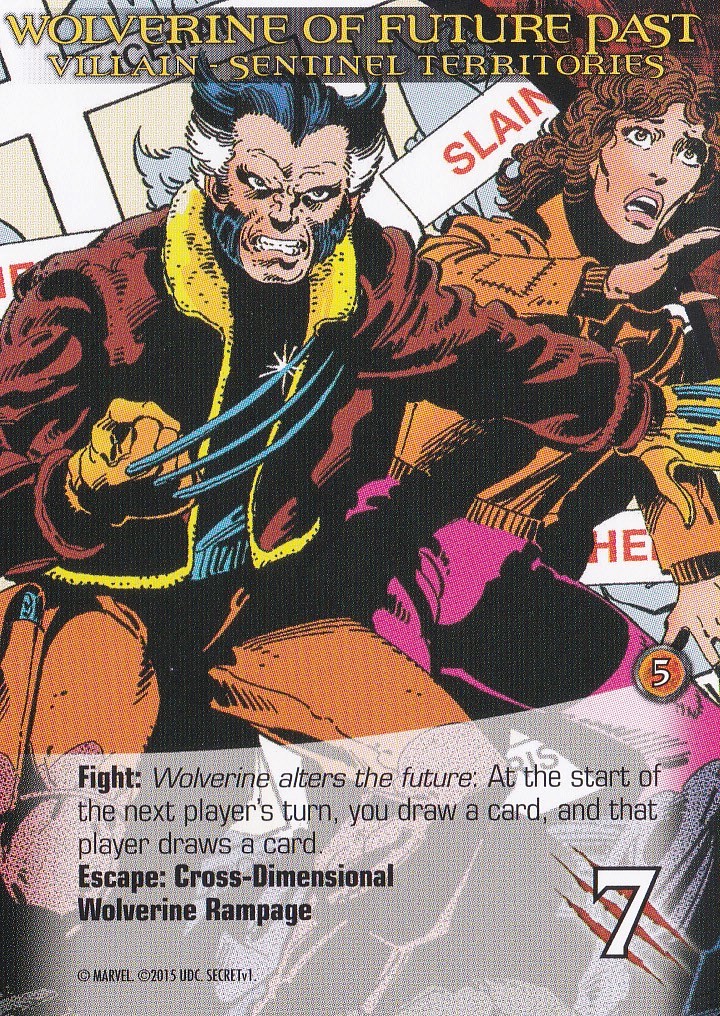 WOLVERINE OF FUTURE PAST
VILLAIN - SENTINEL TERRITORIES
SLAIN
HE
5
Fight: Wolverine alters the future: At the start of
the next player's turn, you draw a card, and that
player draws a card.
Escape: Cross-Dimensional
Wolverine Rampage
7
© MARVEL. ©2015 UDC. SECRETv1.